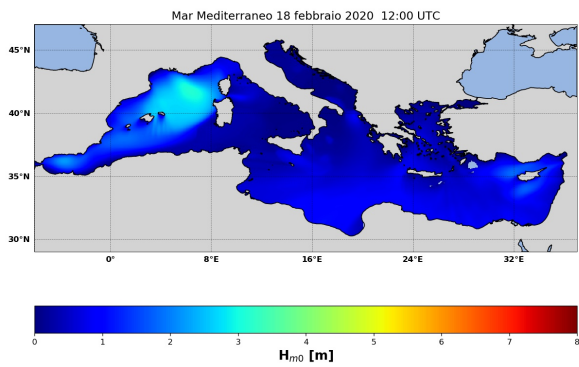 Mar Mediterraneo 18 febbraio 2020 12:00 UTC
45°N
40°N
35°N
30°N
0° 8°E 16°E 24°E 32°E
0 1 2 3 4 5 6 7 8
Hm0 [m]